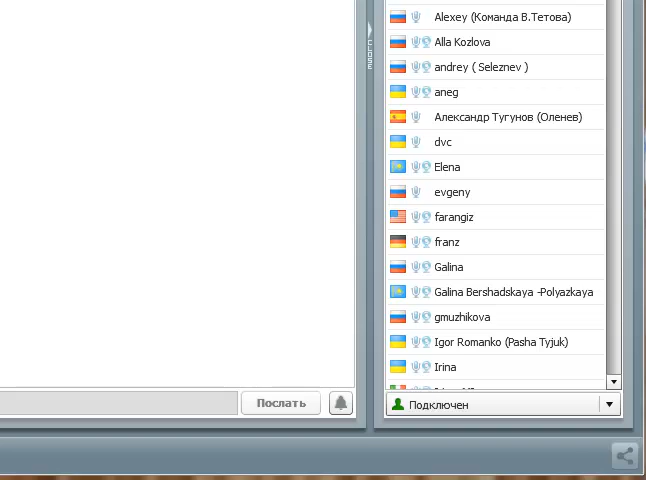 Alexey (Команда В.Тетова)
CLOSE
Alla Kozlova
andrey ( Seleznev )
aneg
Александр Тугунов (Оленев)
dvc
Elena
evgeny
farangiz
franz
Galina
Galina Bershadskaya -Polyazkaya
gmuzhikova
Igor Romanko (Pasha Tyjuk)
Irina
Послать
Подключен